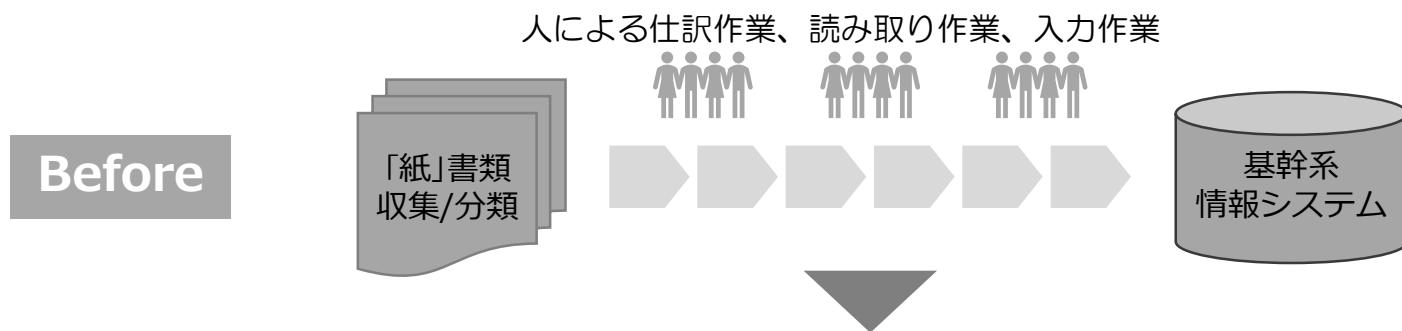 人による仕訳作業、読み取り作業、入力作業
Before
「紙」書類
収集/分類
基幹系
情報システム